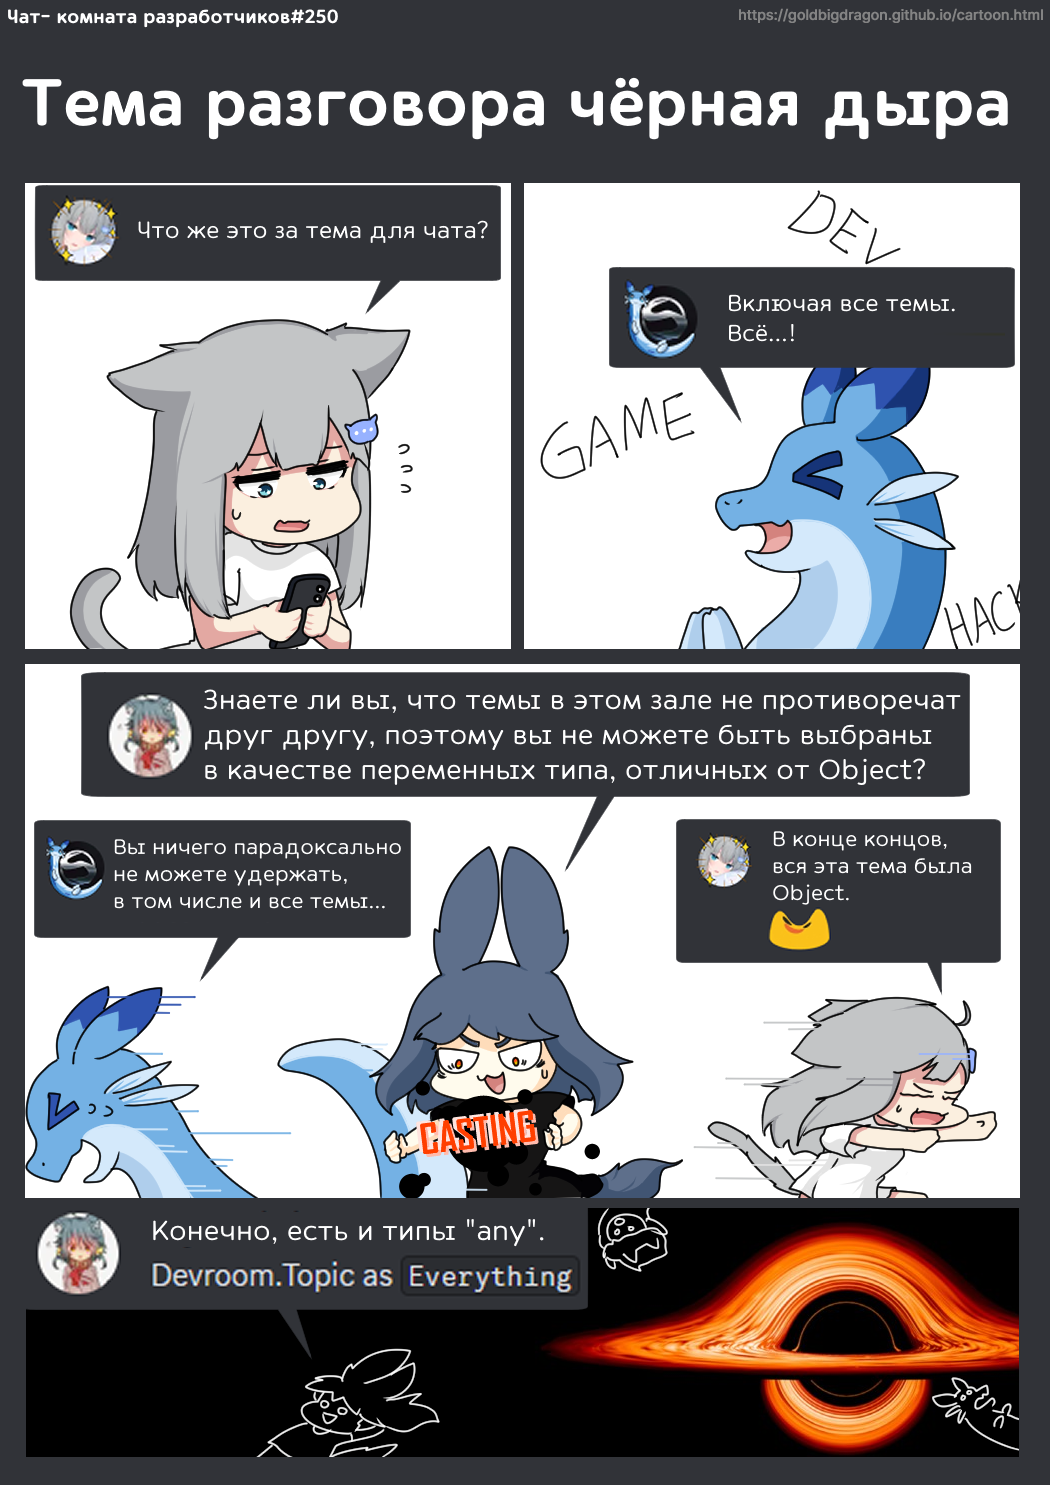 Чат- комната разработчиков#250
https://goldbigdragon.github.io/cartoon.html
Тема разговора чёрная дыра
Что же это за тема для чата?
DEV
Включая все темы.
Всё...!
GAME
HACK
Знаете ли вы, что темы в этом зале не противоречат
друг другу, поэтому вы не можете быть выбраны
в качестве переменных типа, отличных от Object?
Вы ничего парадоксально
не можете удержать,
в том числе и все темы...
В конце концов,
вся эта тема была
Object.
CASTING
Конечно, есть и типы "any".
Devroom.Topic as Everything